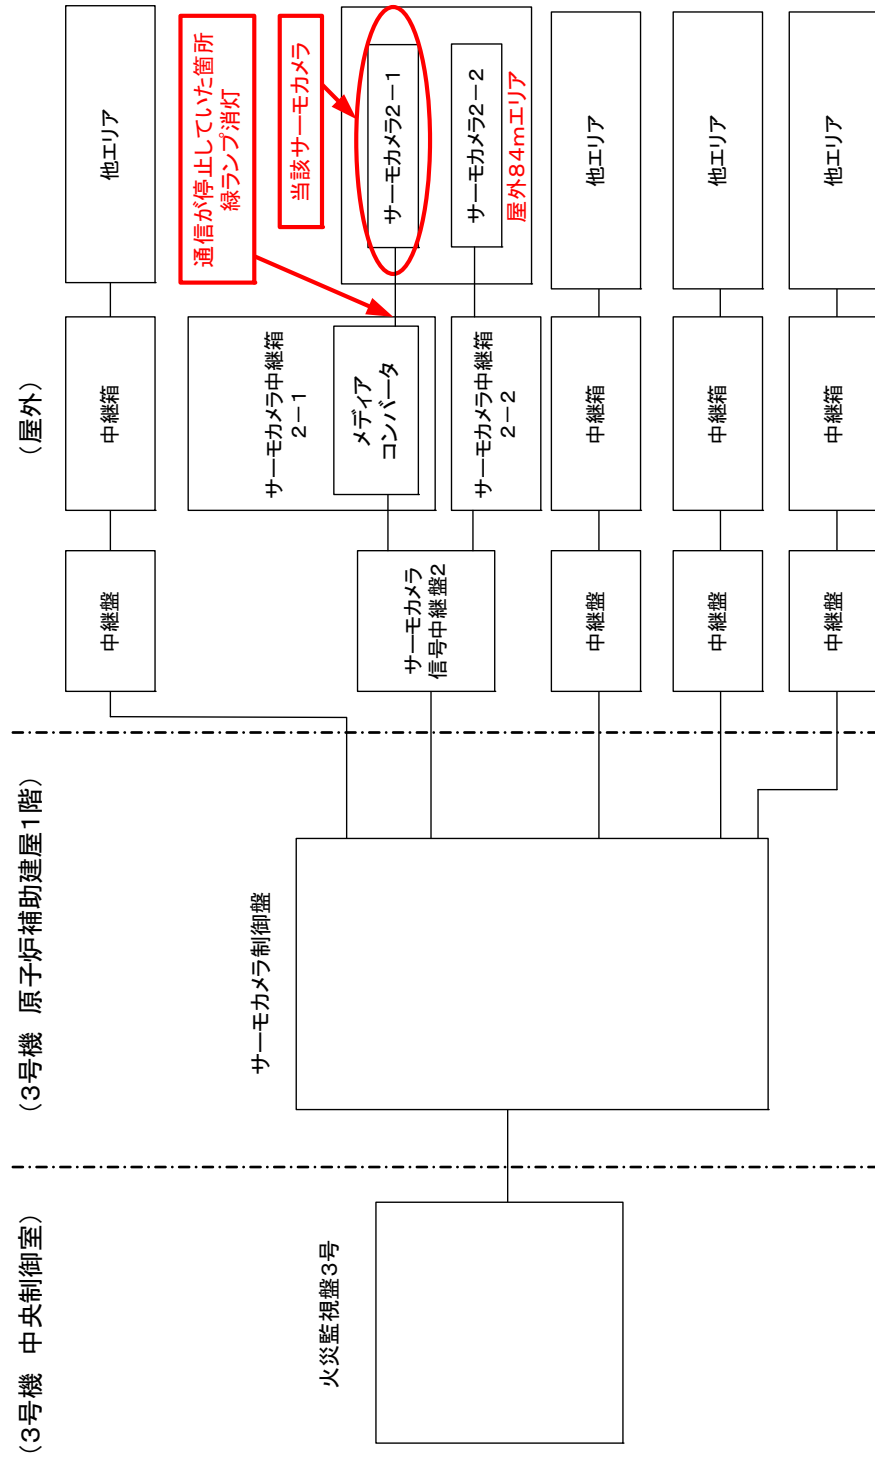 (3号機 中央制御室)
(3号機 原子炉補助建屋1階)
(屋外)
火災監視盤3号
サーモカメラ制御盤
中継盤
中継箱
他エリア
通信が停止していた箇所
緑ランプ消灯
当該サーモカメラ
サーモカメラ
信号中継盤2
サーモカメラ中継箱
2-1
メディア
コンバータ
サーモカメラ2-1
サーモカメラ中継箱
2-2
サーモカメラ2-2
屋外84mエリア
中継盤
中継箱
他エリア
中継盤
中継箱
他エリア
中継盤
中継箱
他エリア